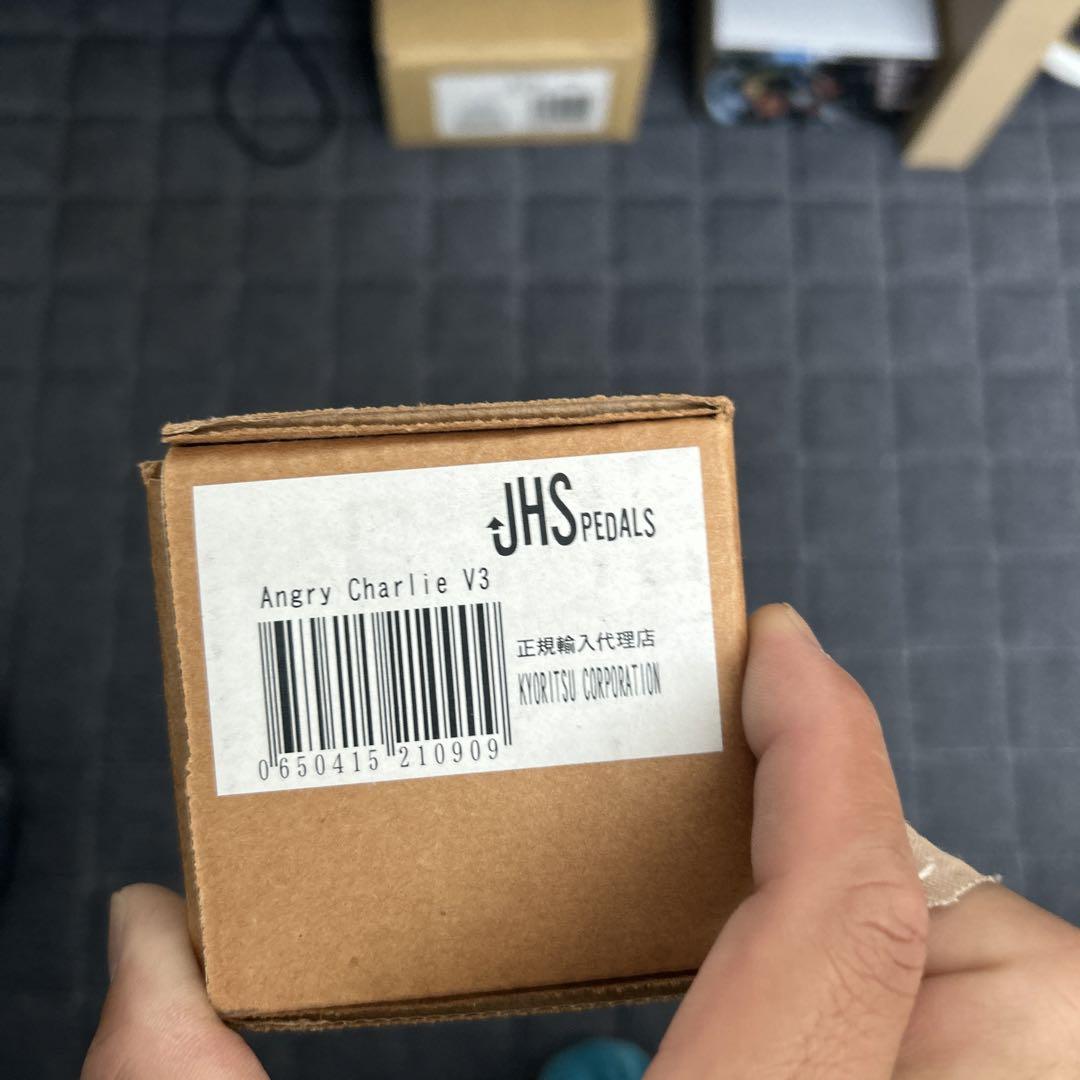 JHS PEDALS
Angry Charlie V3
正規輸入代理店
KYORITSU CORPORATION
0 650415 210909